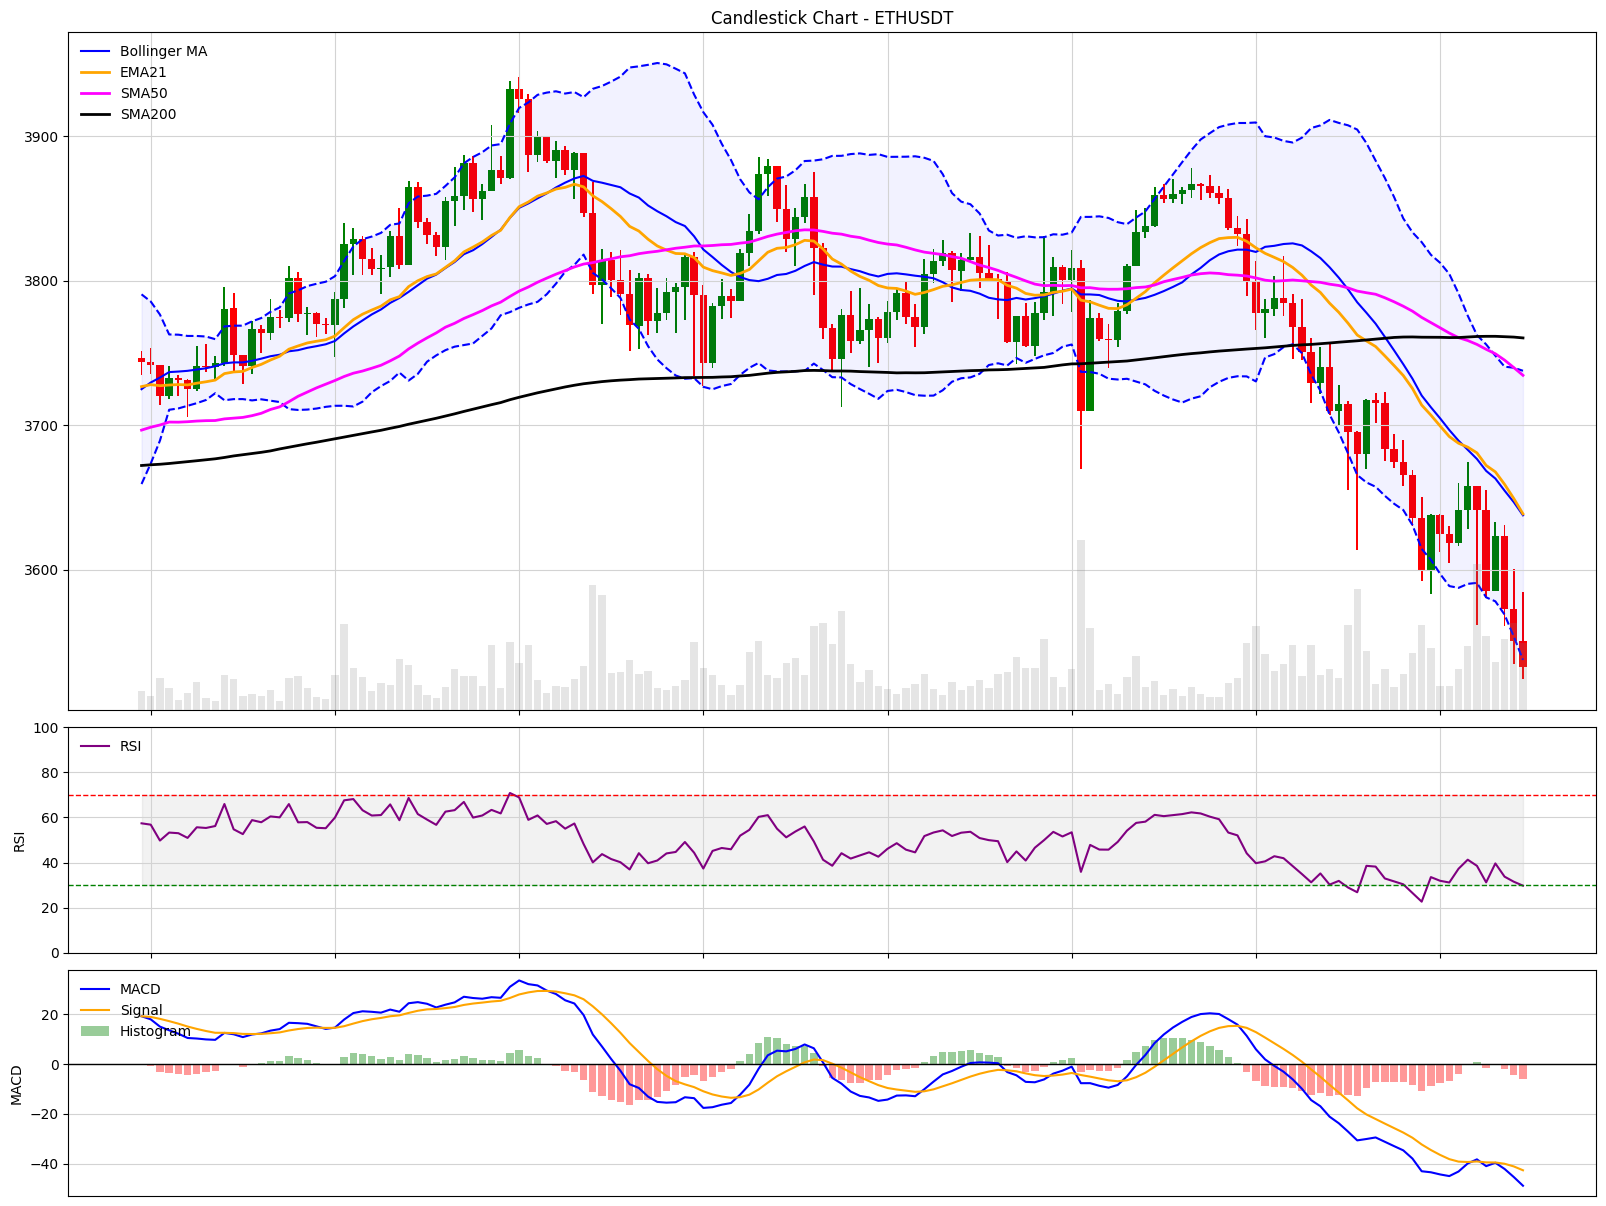 Candlestick Chart - ETHUSDT
Bollinger MA
EMA21
SMA50
SMA200
3900
3800
3700
3600
RSI
100
80
60
40
20
0
RSI
MACD
Signal
Histogram
20
0
−20
−40
MACD